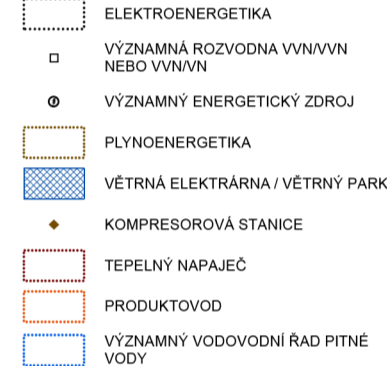 ELEKTROENERGETIKA
VÝZNAMNÁ ROZVODNA VVN/VVN
NEBO VVN/VN
VÝZNAMNÝ ENERGETICKÝ ZDROJ
PLYNOENERGETIKA
VĚTRNÁ ELEKTRÁRNA / VĚTRNÝ PARK
KOMPRESOROVÁ STANICE
TEPELNÝ NAPAJEČ
PRODUKTOVOD
VÝZNAMNÝ VODOVODNÍ ŘAD PITNÉ
VODY